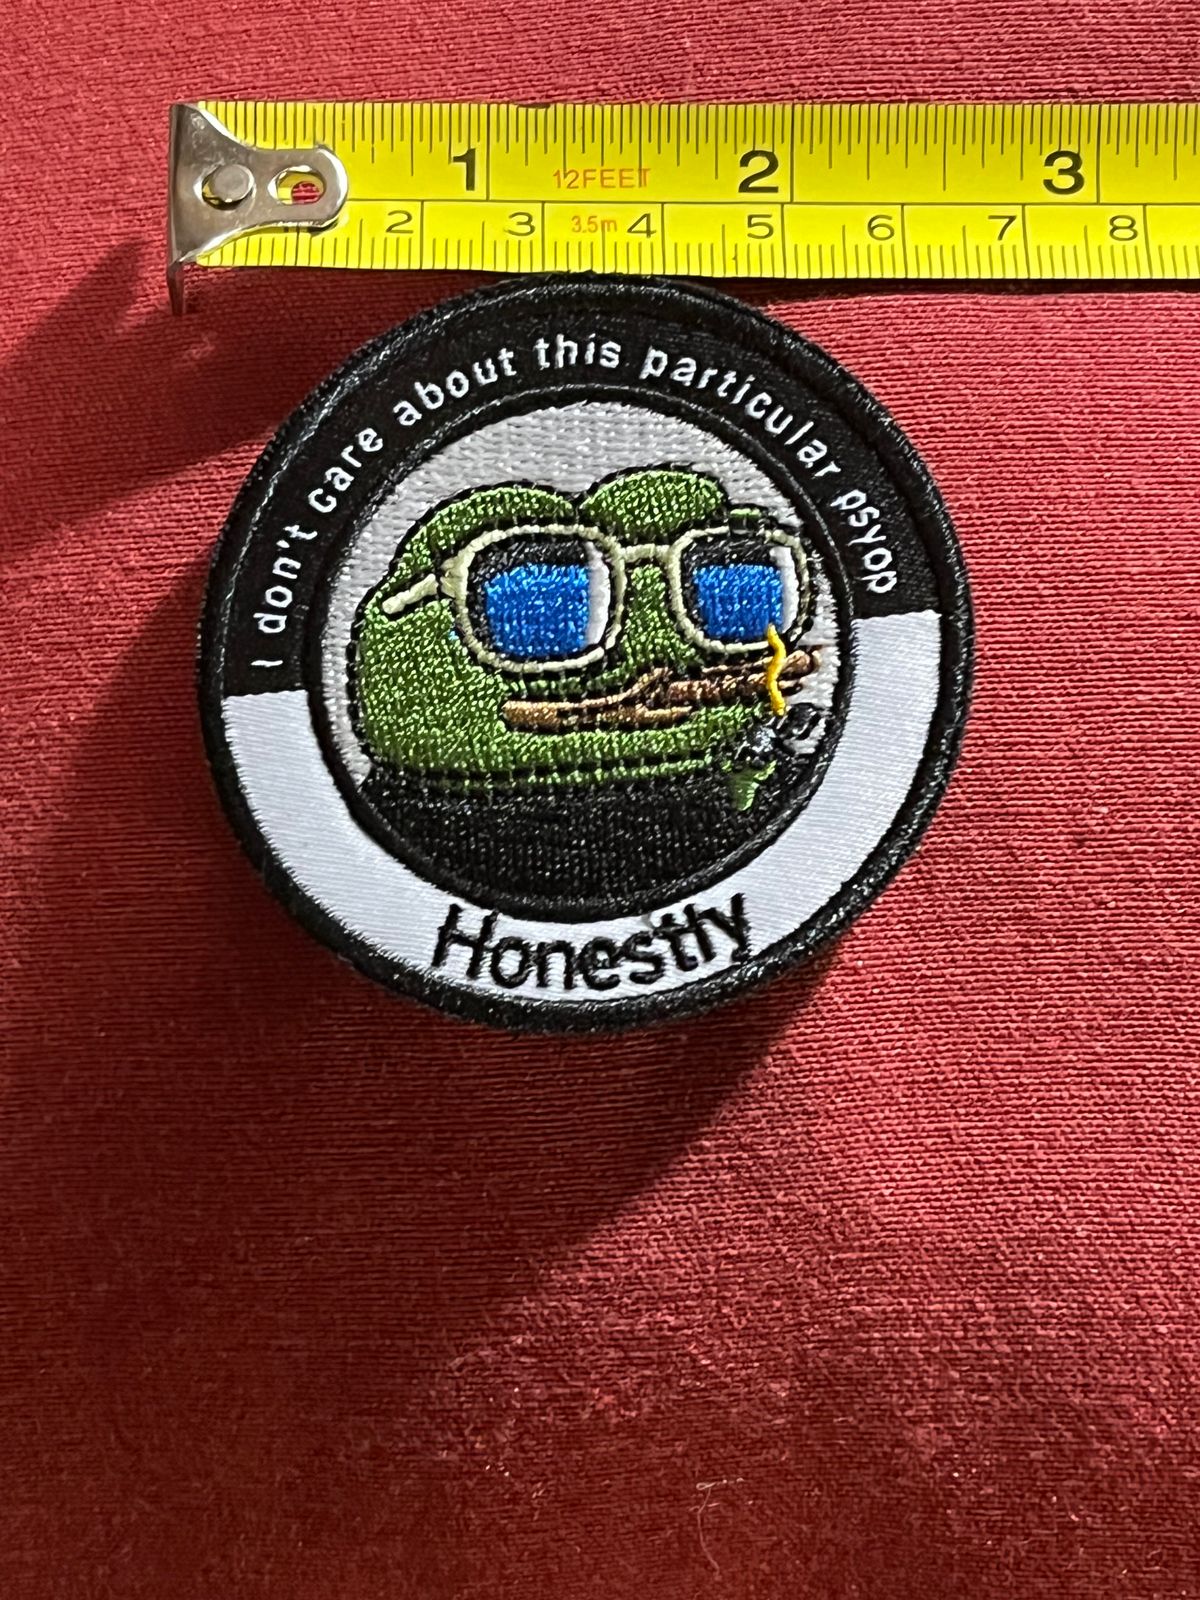 1 2 3
12FEET
2 3 3.5m 4 5 6 7 8
I don't care about this particular psyop
Honestly